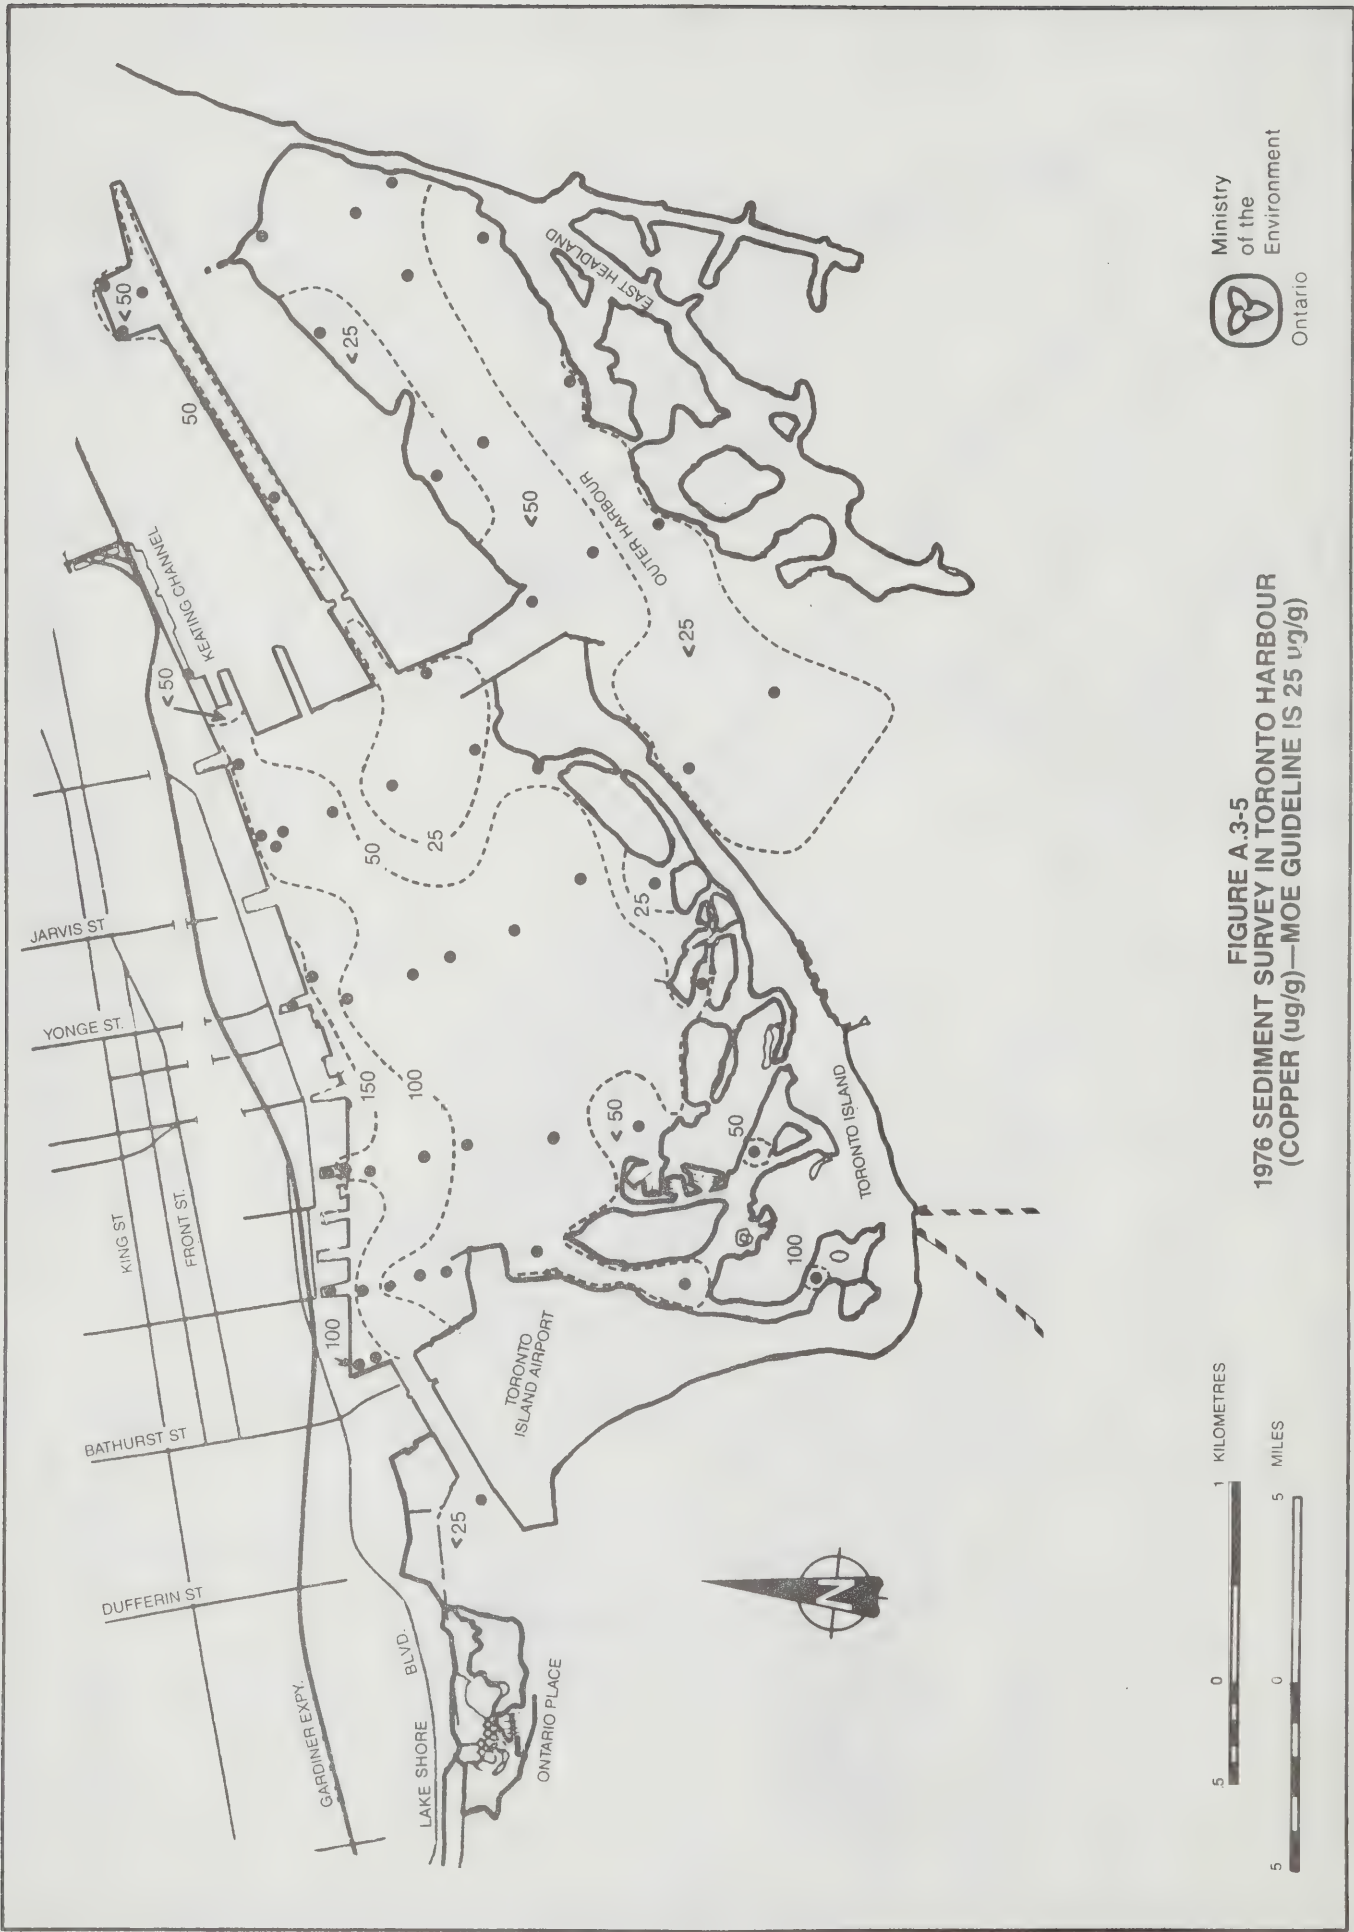 JARVIS ST
YONGE ST.
KING ST
FRONT ST.
BATHURST ST
DUFFERIN ST
GARDINER EXPY.
LAKE SHORE
BLVD.
ONTARIO PLACE
TORONTO
ISLAND AIRPORT
TORONTO ISLAND
KEATING CHANNEL
OUTER HARBOUR
EAST HEADLAND
<50
50
<25
<50
<50
<25
50
25
25
150
100
<50
50
100
0
100
<25
N
.5 0 1 KILOMETRES
5 0 5 MILES
FIGURE A.3-5
1976 SEDIMENT SURVEY IN TORONTO HARBOUR
(COPPER (ug/g)—MOE GUIDELINE IS 25 ug/g)
Ontario
Ministry
of the
Environment